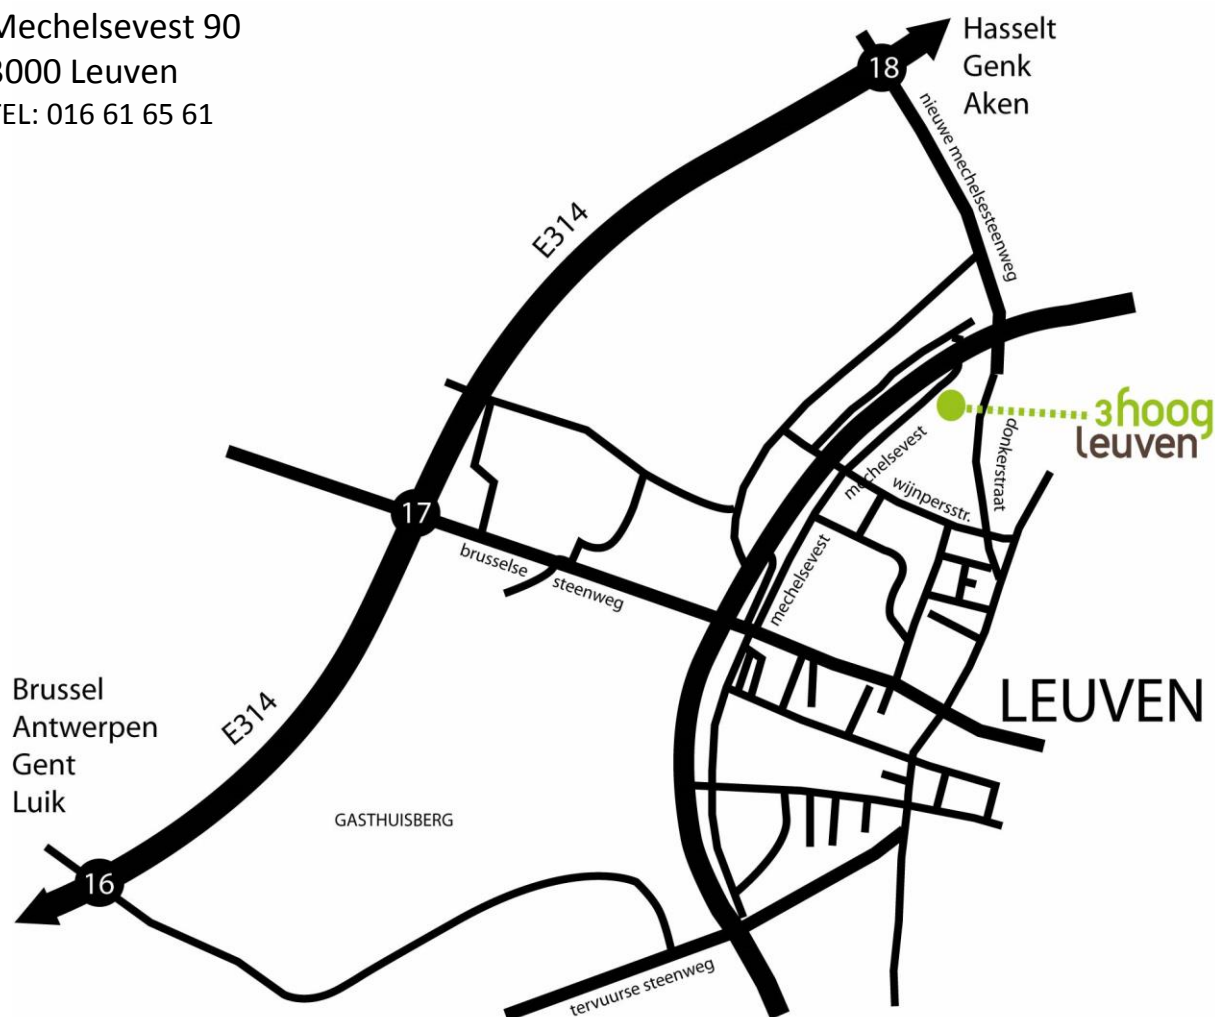 Mechelsevest 90
3000 Leuven
TEL: 016 61 65 61
Hasselt
Genk
Aken
18
nieuwe mechelsesteenweg
E314
3hoog
leuven
donkerstraat
mechelsevest
wijnpersstr.
17
brusselse steenweg
mechelsevest
LEUVEN
Brussel
Antwerpen
Gent
Luik
E314
GASTHUISBERG
16
tervuurse steenweg